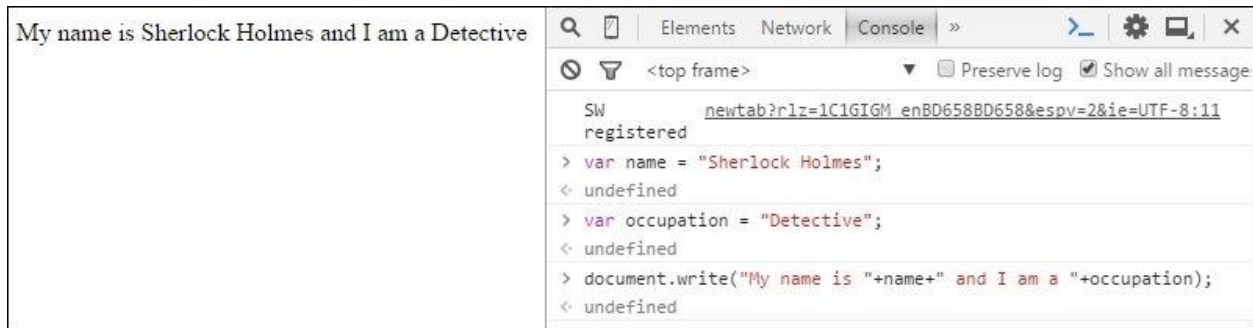 My name is Sherlock Holmes and I am a Detective
Elements Network Console »
<top frame> ▼ Preserve log Show all message
SW newtab?rlz=1C1GIGM_enBD658BD658&espv=2&ie=UTF-8:11
registered
> var name = "Sherlock Holmes";
<· undefined
> var occupation = "Detective";
<· undefined
> document.write("My name is "+name+" and I am a "+occupation);
<· undefined